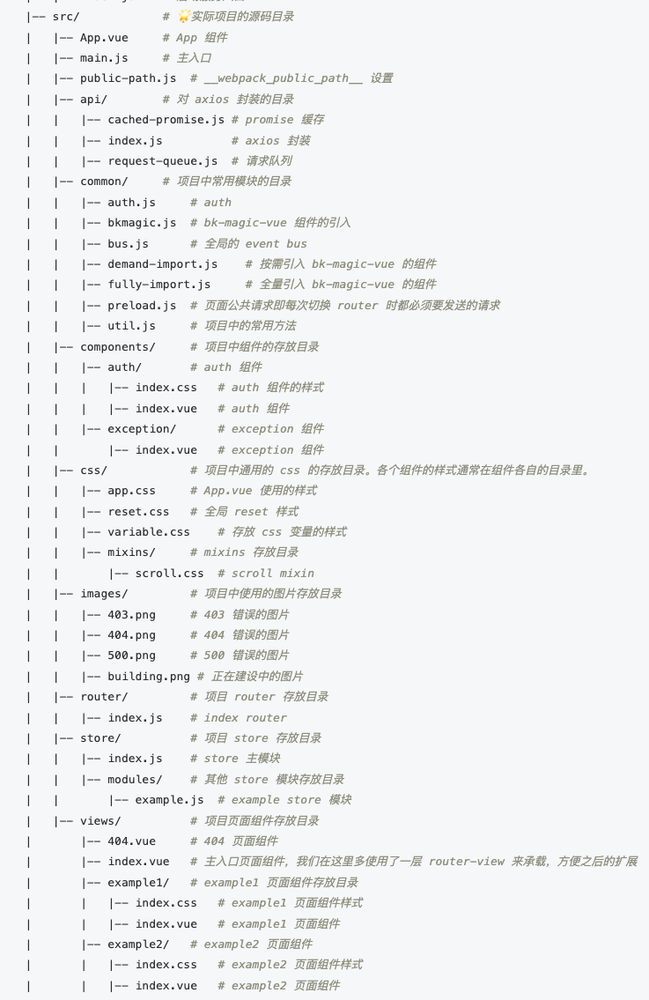 |-- src/            # 🌟实际项目的源码目录
|   |-- App.vue     # App 组件
|   |-- main.js     # 主入口
|   |-- public-path.js  # __webpack_public_path__ 设置
|   |-- api/        # 对 axios 封装的目录
|   |   |-- cached-promise.js # promise 缓存
|   |   |-- index.js          # axios 封装
|   |   |-- request-queue.js  # 请求队列
|   |-- common/     # 项目中常用模块的目录
|   |   |-- auth.js     # auth
|   |   |-- bkmagic.js  # bk-magic-vue 组件的引入
|   |   |-- bus.js      # 全局的 event bus
|   |   |-- demand-import.js    # 按需引入 bk-magic-vue 的组件
|   |   |-- fully-import.js     # 全量引入 bk-magic-vue 的组件
|   |   |-- preload.js  # 页面公共请求即每次切换 router 时都必须要发送的请求
|   |   |-- util.js     # 项目中的常用方法
|   |-- components/     # 项目中组件的存放目录
|   |   |-- auth/       # auth 组件
|   |   |   |-- index.css   # auth 组件的样式
|   |   |   |-- index.vue   # auth 组件
|   |   |-- exception/      # exception 组件
|   |       |-- index.vue   # exception 组件
|   |-- css/            # 项目中通用的 css 的存放目录。各个组件的样式通常在组件各自的目录里。
|   |   |-- app.css     # App.vue 使用的样式
|   |   |-- reset.css   # 全局 reset 样式
|   |   |-- variable.css    # 存放 css 变量的样式
|   |   |-- mixins/     # mixins 存放目录
|   |       |-- scroll.css  # scroll mixin
|   |-- images/         # 项目中使用的图片存放目录
|   |   |-- 403.png     # 403 错误的图片
|   |   |-- 404.png     # 404 错误的图片
|   |   |-- 500.png     # 500 错误的图片
|   |   |-- building.png # 正在建设中的图片
|   |-- router/         # 项目 router 存放目录
|   |   |-- index.js    # index router
|   |-- store/          # 项目 store 存放目录
|   |   |-- index.js    # store 主模块
|   |   |-- modules/    # 其他 store 模块存放目录
|   |       |-- example.js  # example store 模块
|   |-- views/          # 项目页面组件存放目录
|       |-- 404.vue     # 404 页面组件
|       |-- index.vue   # 主入口页面组件，我们在这里多使用了一层 router-view 来承载，方便之后的扩展
|       |-- example1/   # example1 页面组件存放目录
|       |   |-- index.css   # example1 页面组件样式
|       |   |-- index.vue   # example1 页面组件
|       |-- example2/   # example2 页面组件
|       |   |-- index.css   # example2 页面组件样式
|       |   |-- index.vue   # example2 页面组件